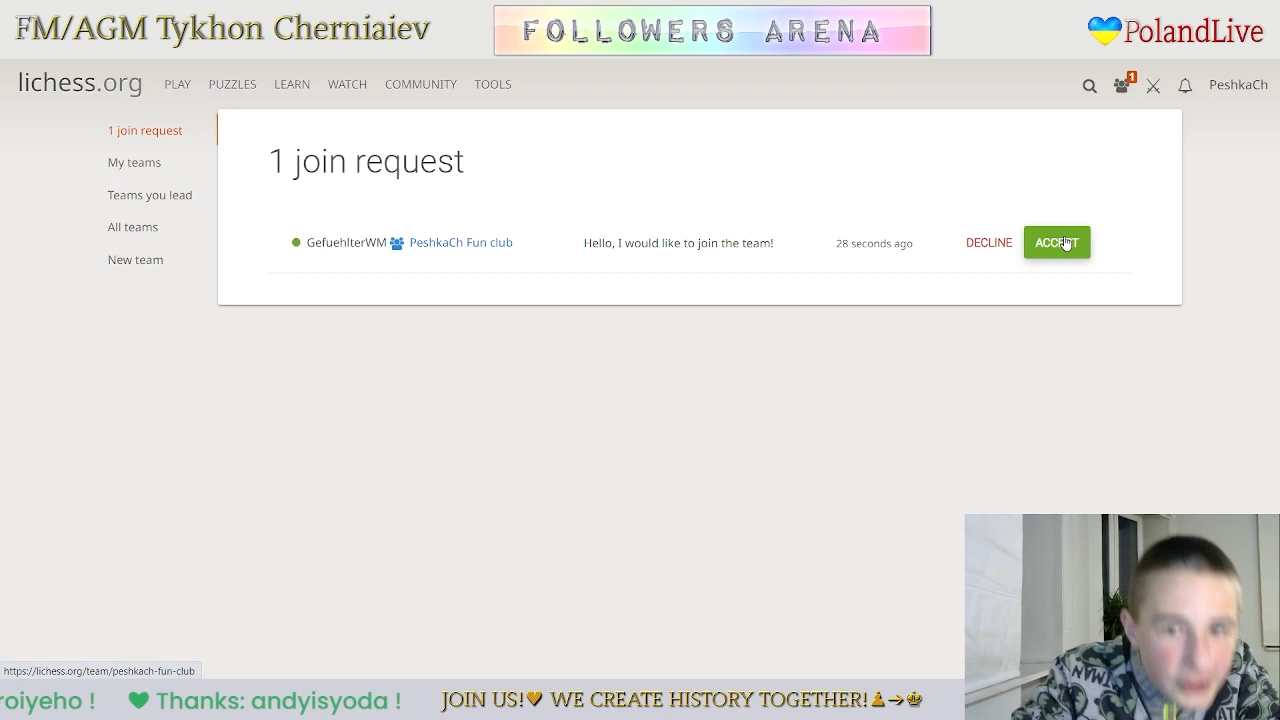 FM/AGM Tykhon Cherniaiev
FOLLOWERS ARENA
PolandLive
lichess.org
PLAY
PUZZLES
LEARN
WATCH
COMMUNITY
TOOLS
1
PeshkaCh
1 join request
My teams
Teams you lead
All teams
New team
1 join request
GefuehlterWM
PeshkaCh Fun club
Hello, I would like to join the team!
28 seconds ago
DECLINE
ACCEPT
https://lichess.org/team/peshkach-fun-club
roiyeho !
Thanks: andyisyoda !
JOIN US!🧡 WE CREATE HISTORY TOGETHER!♟→♚